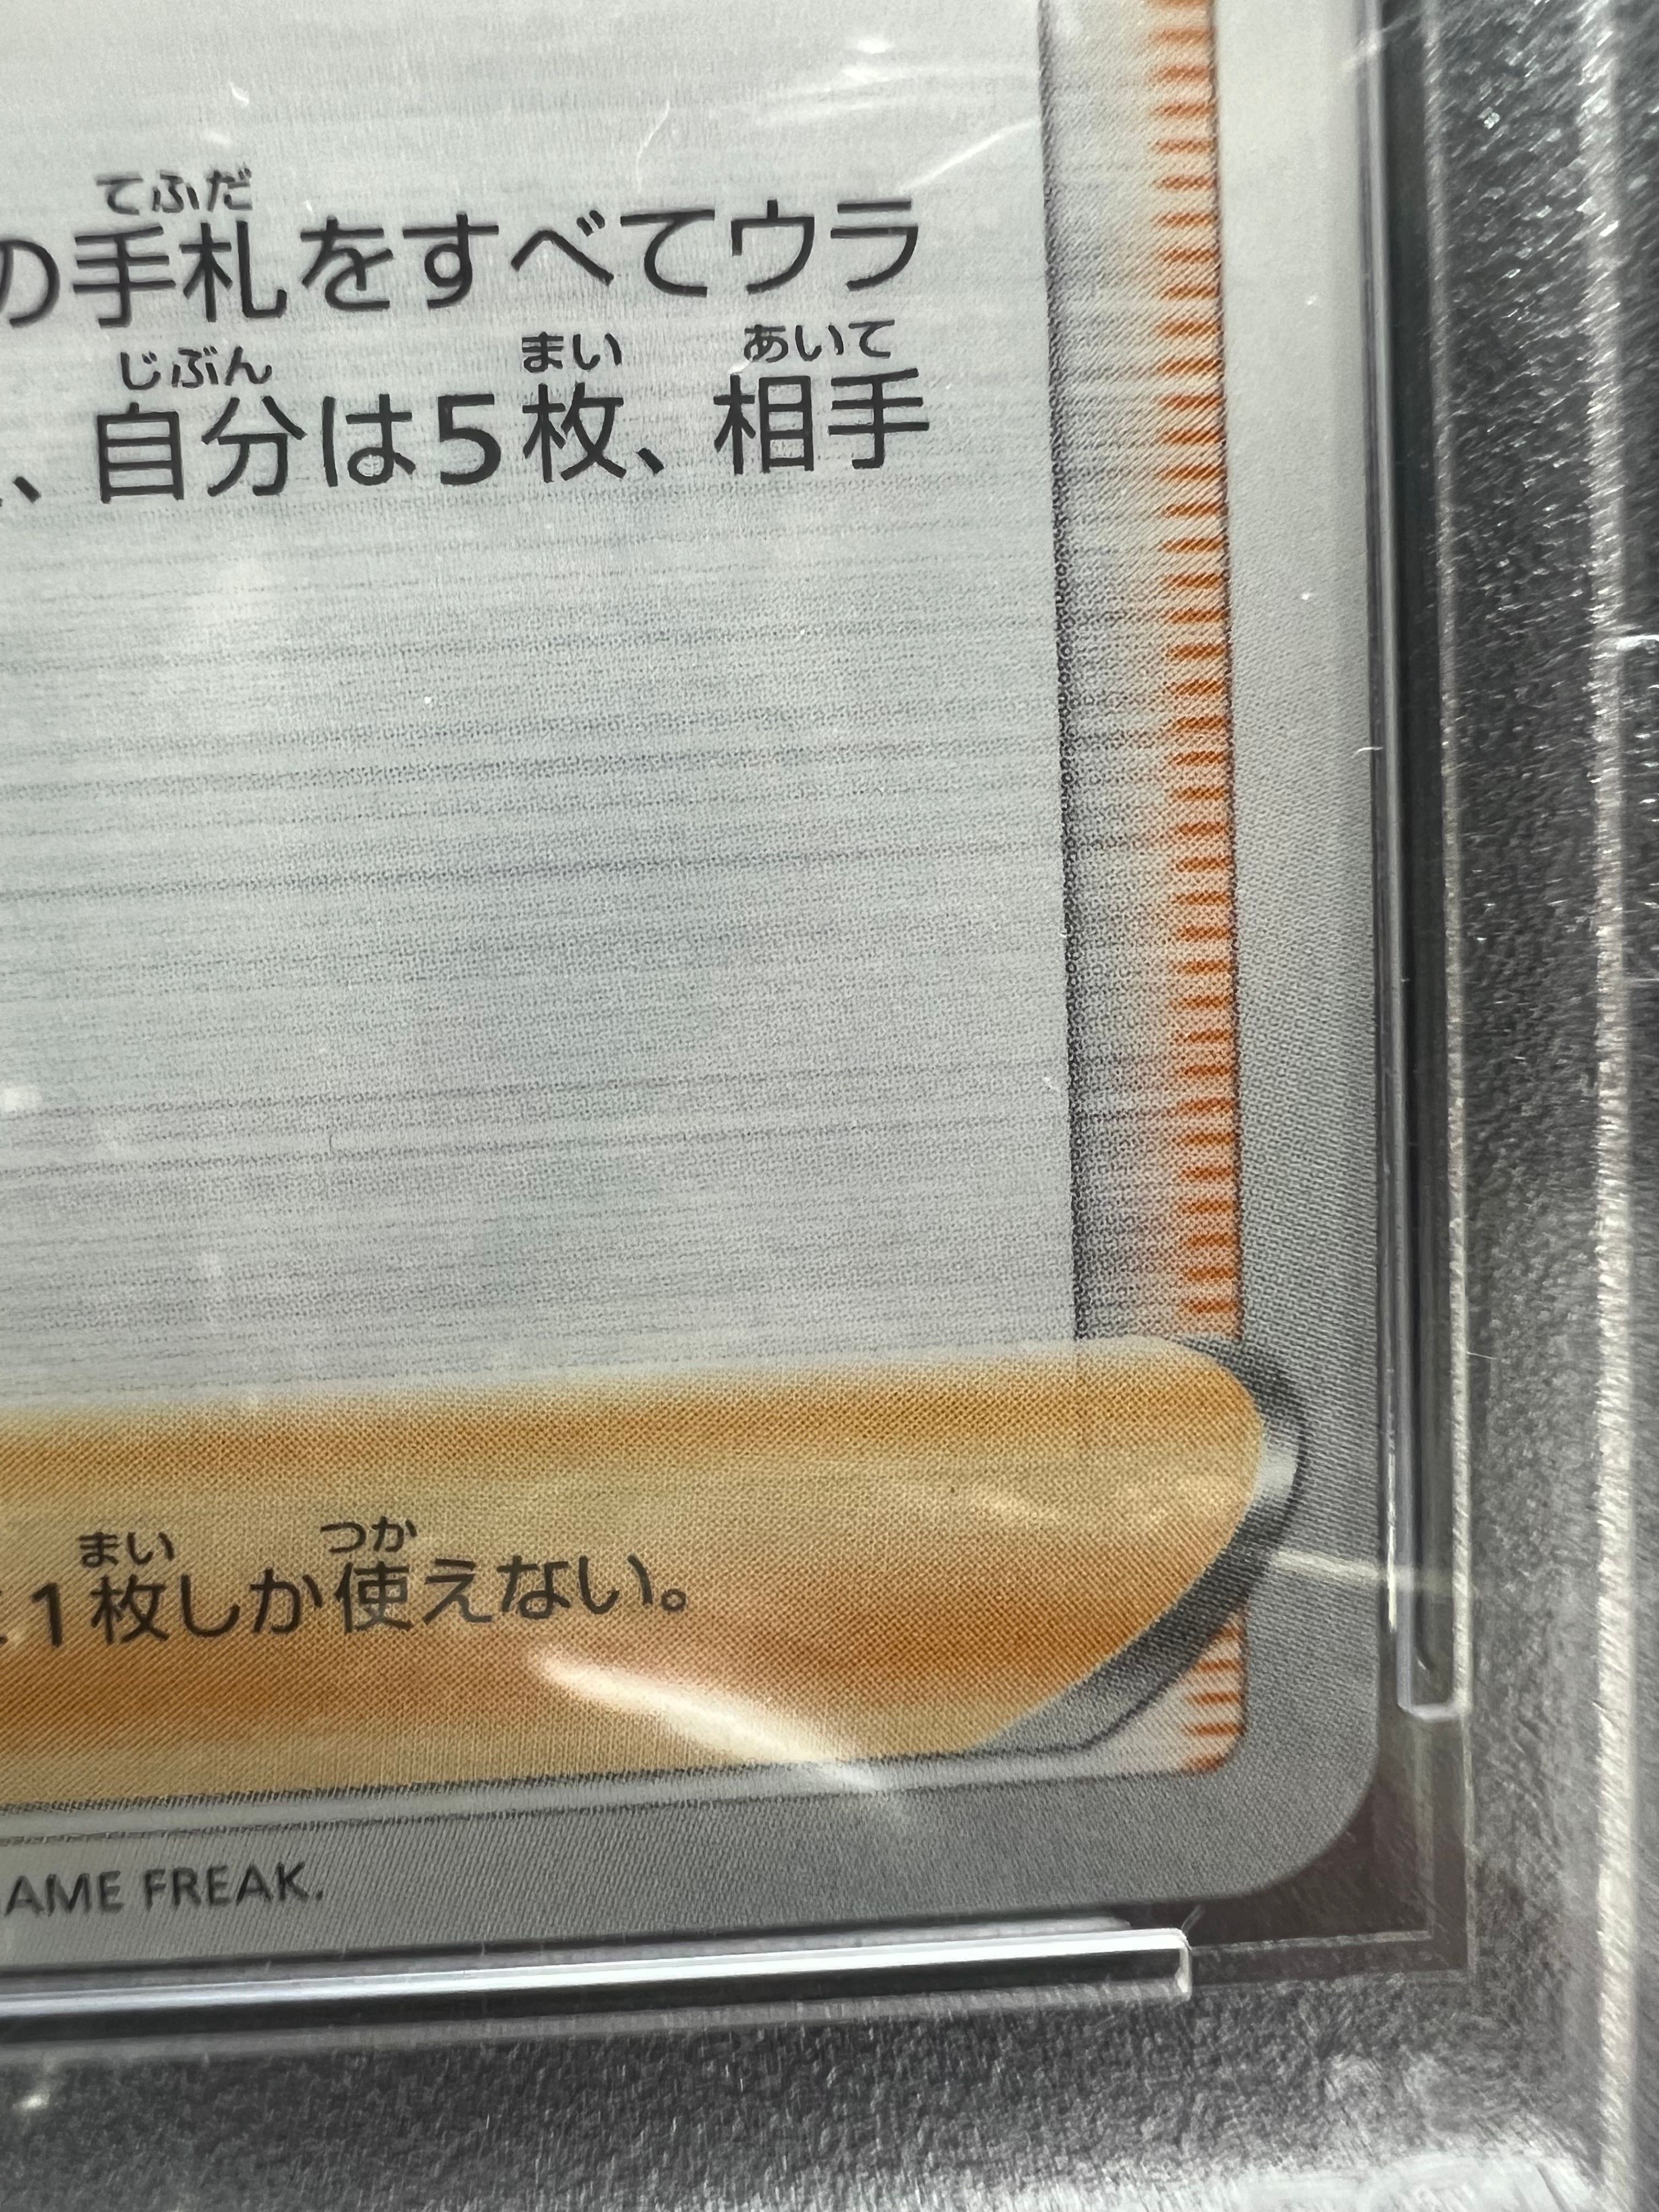 の手札をすべてウラ
てふだ
、自分は5枚、相手
じぶん まい あいて
1枚しか使えない。
まい つか
AME FREAK.